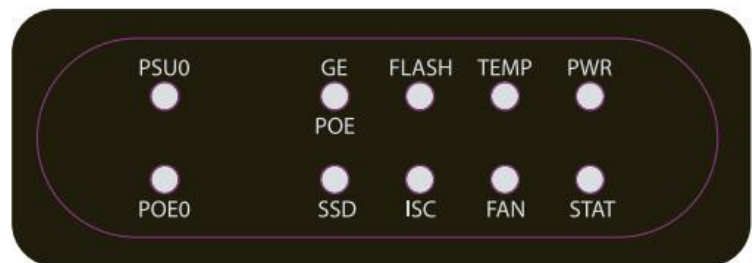 PSU0 GE FLASH TEMP PWR
POE
POE0 SSD ISC FAN STAT